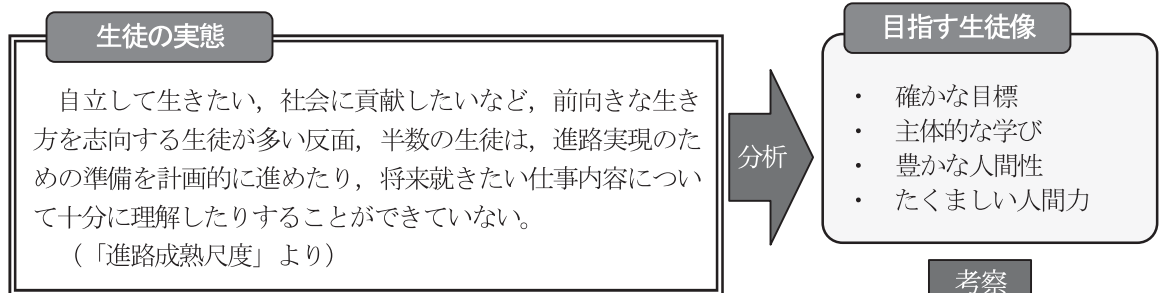 生徒の実態
自立して生きたい，社会に貢献したいなど，前向きな生き
方を志向する生徒が多い反面，半数の生徒は，進路実現のた
めの準備を計画的に進めたり，将来就きたい仕事内容につい
て十分に理解したりすることができていない。
（「進路成熟尺度」より）
分析
目指す生徒像
・ 確かな目標
・ 主体的な学び
・ 豊かな人間性
・ たくましい人間力
考察